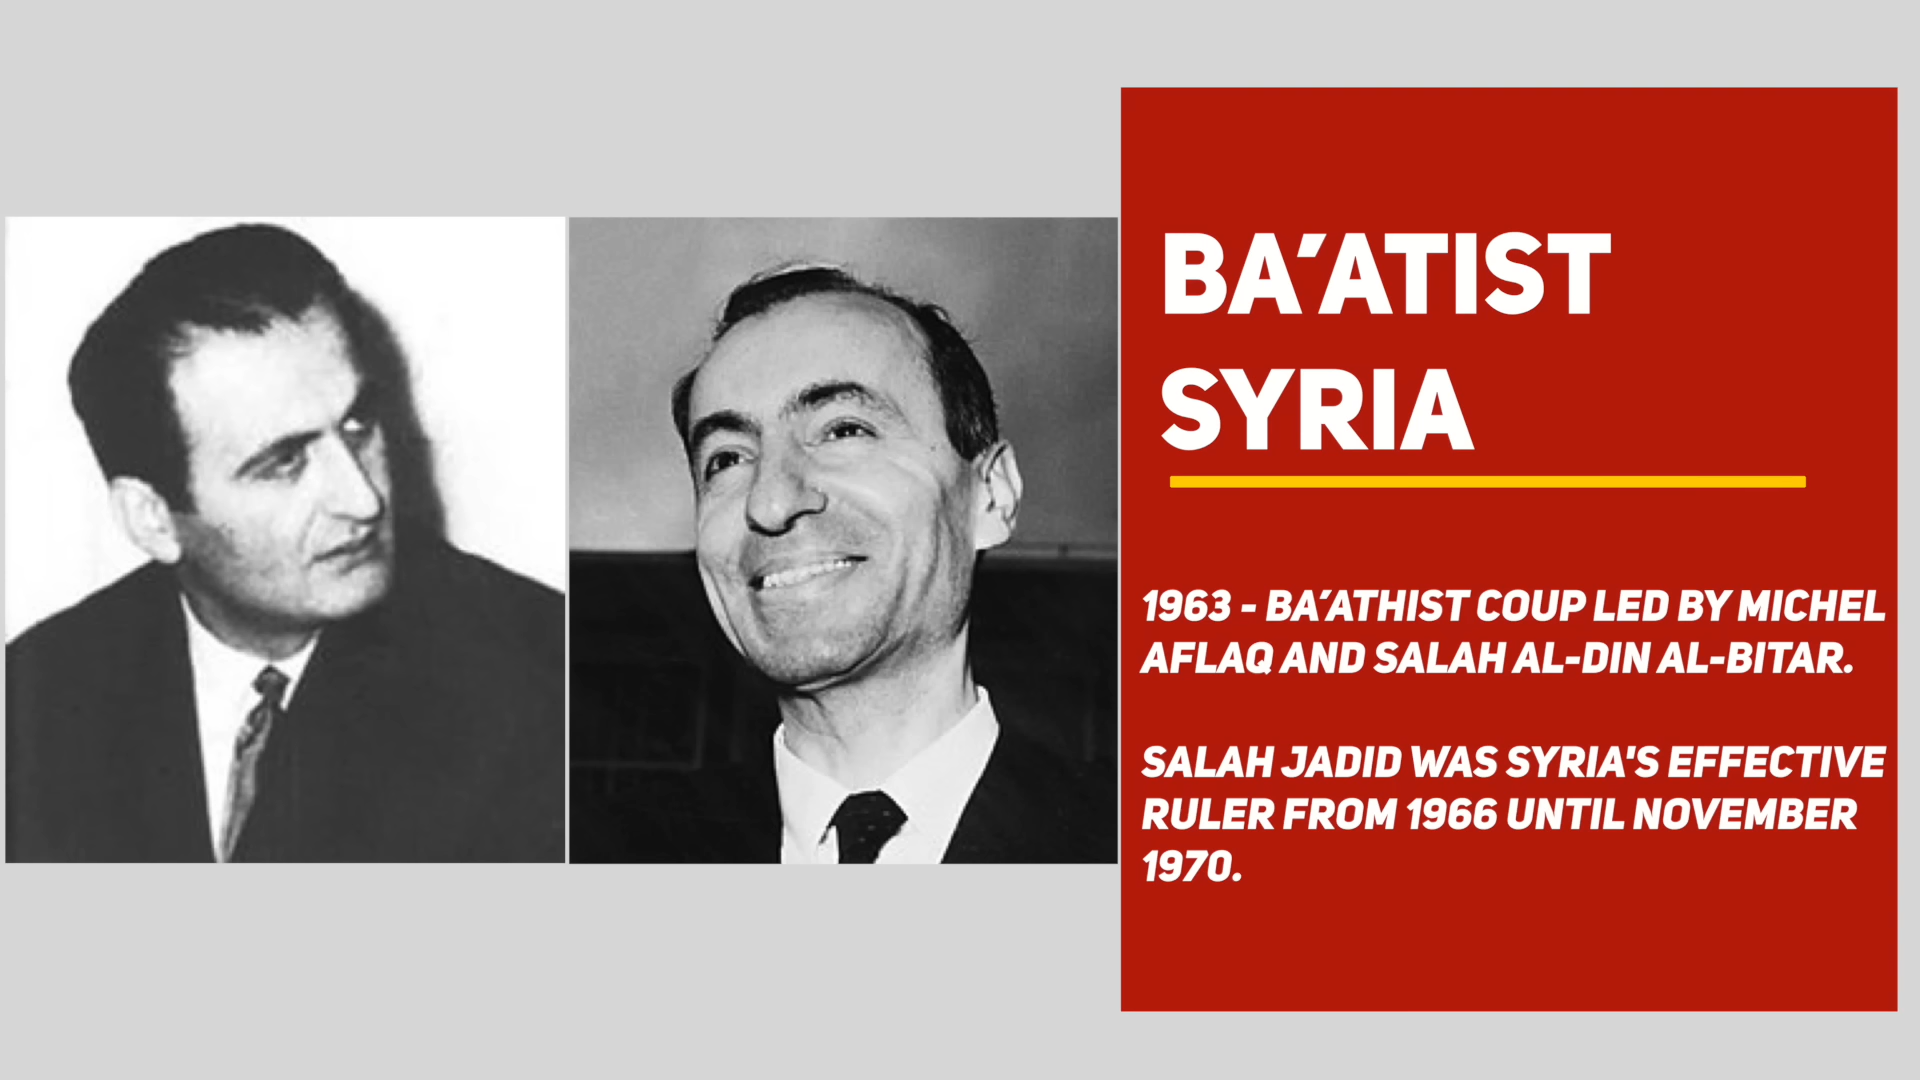 BA'ATIST
SYRIA
1963 - BA'ATHIST COUP LED BY MICHEL
AFLAQ AND SALAH AL-DIN AL-BITAR.
SALAH JADID WAS SYRIA'S EFFECTIVE
RULER FROM 1966 UNTIL NOVEMBER
1970.